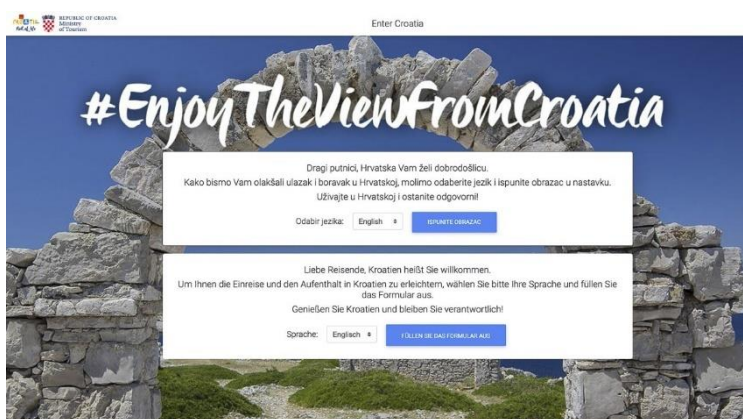 REPUBLIC OF CROATIA
Ministry
of Tourism
Enter Croatia
#EnjoyTheViewFromCroatia
Dragi putnici, Hrvatska Vam želi dobrodošlicu.
Kako bismo Vam olakšali ulazak i boravak u Hrvatskoj, molimo odaberite jezik i ispunite obrazac u nastavku.
Uživajte u Hrvatskoj i ostanite odgovorni!
Odabir jezika: English ISPUNITE OBRAZAC
Liebe Reisende, Kroatien heißt Sie willkommen.
Um Ihnen die Einreise und den Aufenthalt in Kroatien zu erleichtern, wählen Sie bitte Ihre Sprache und füllen Sie
das Formular aus.
Genießen Sie Kroatien und bleiben Sie verantwortlich!
Sprache: Englisch FÜLLEN SIE DAS FORMULAR AUS